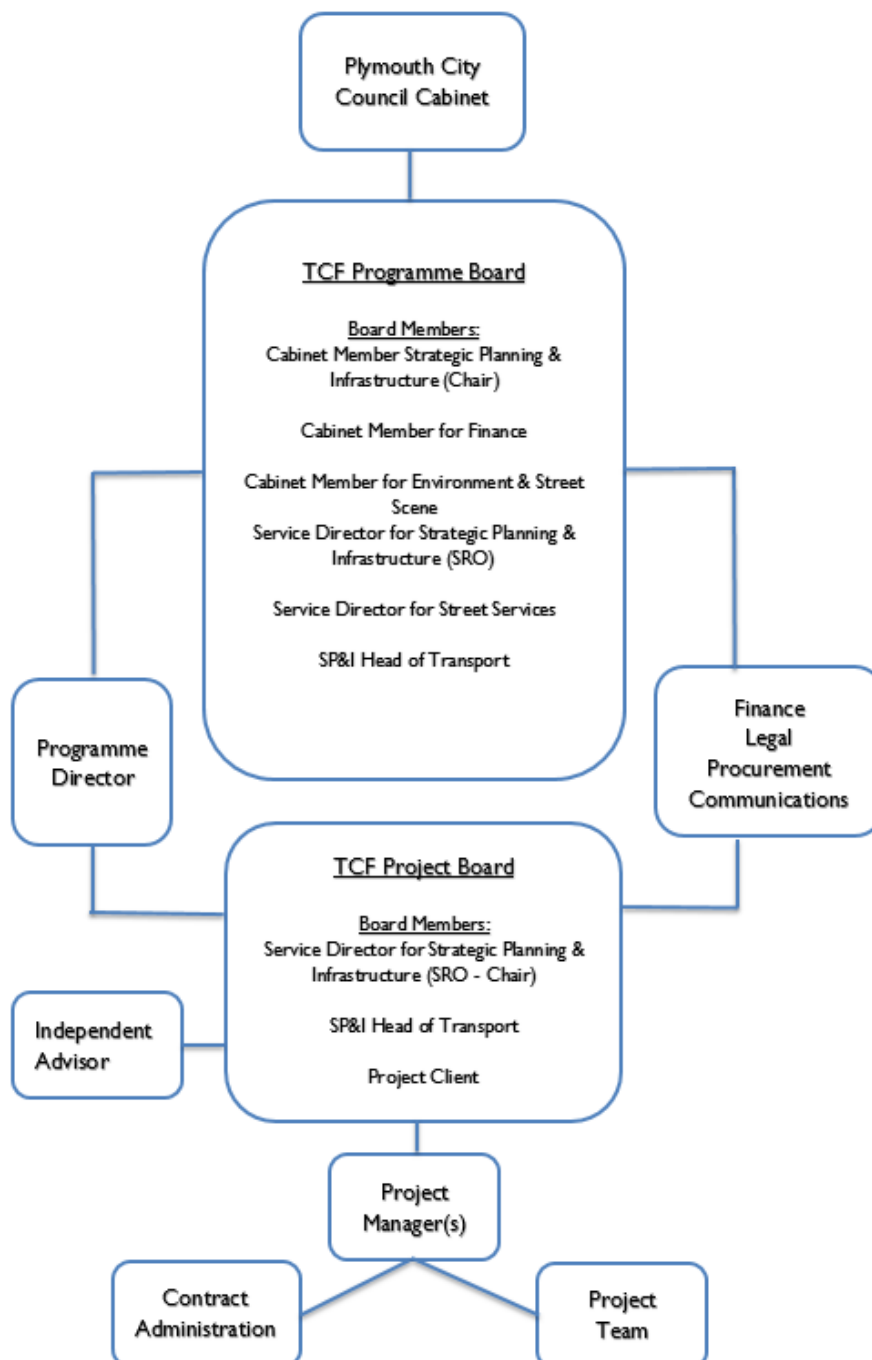 Plymouth City
Council Cabinet
TCF Programme Board
Board Members:
Cabinet Member Strategic Planning &
Infrastructure (Chair)
Cabinet Member for Finance
Cabinet Member for Environment & Street
Scene
Service Director for Strategic Planning &
Infrastructure (SRO)
Service Director for Street Services
SP&I Head of Transport
Programme
Director
Finance
Legal
Procurement
Communications
TCF Project Board
Board Members:
Service Director for Strategic Planning &
Infrastructure (SRO - Chair)
SP&I Head of Transport
Project Client
Independent
Advisor
Project
Manager(s)
Contract
Administration
Project
Team